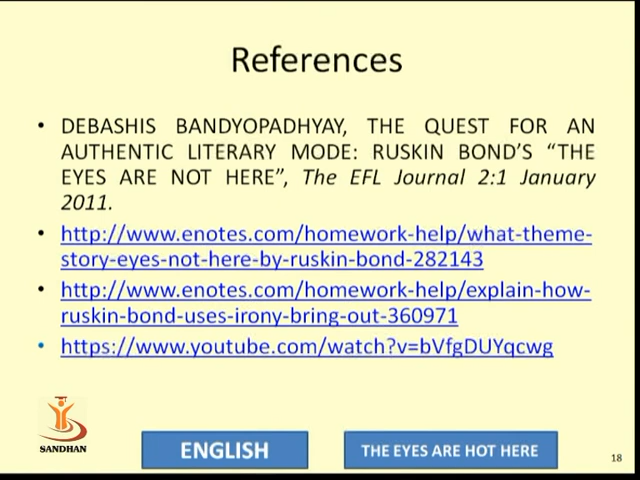 References
• DEBASHIS BANDYOPADHYAY, THE QUEST FOR AN
AUTHENTIC LITERARY MODE: RUSKIN BOND’S “THE
EYES ARE NOT HERE”, The EFL Journal 2:1 January
2011.
• http://www.enotes.com/homework-help/what-theme-
story-eyes-not-here-by-ruskin-bond-282143
• http://www.enotes.com/homework-help/explain-how-
ruskin-bond-uses-irony-bring-out-360971
• https://www.youtube.com/watch?v=bVfgDUYqcwg
SANDHAN
ENGLISH
THE EYES ARE HOT HERE
18